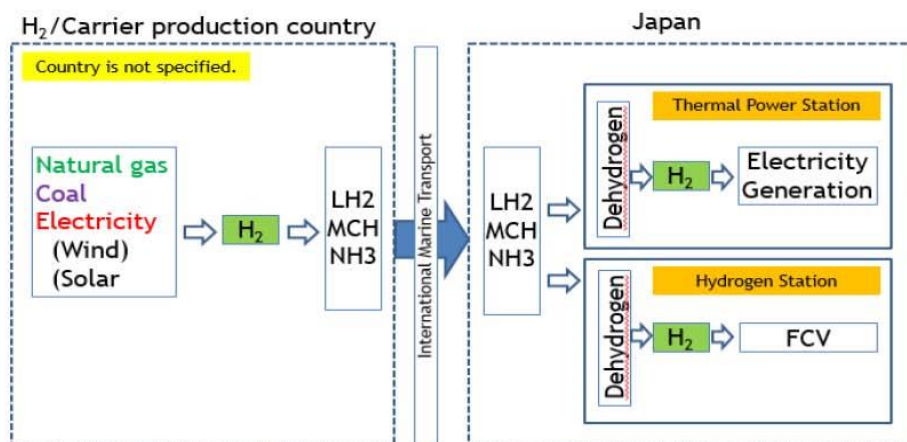 H₂/Carrier production country
Country is not specified.
Natural gas
Coal
Electricity
(Wind)
(Solar
H₂
LH2
MCH
NH3
International Marine Transport
Japan
LH2
MCH
NH3
Dehydrogen
Thermal Power Station
H₂
Electricity
Generation
Dehydrogen
Hydrogen Station
H₂
FCV